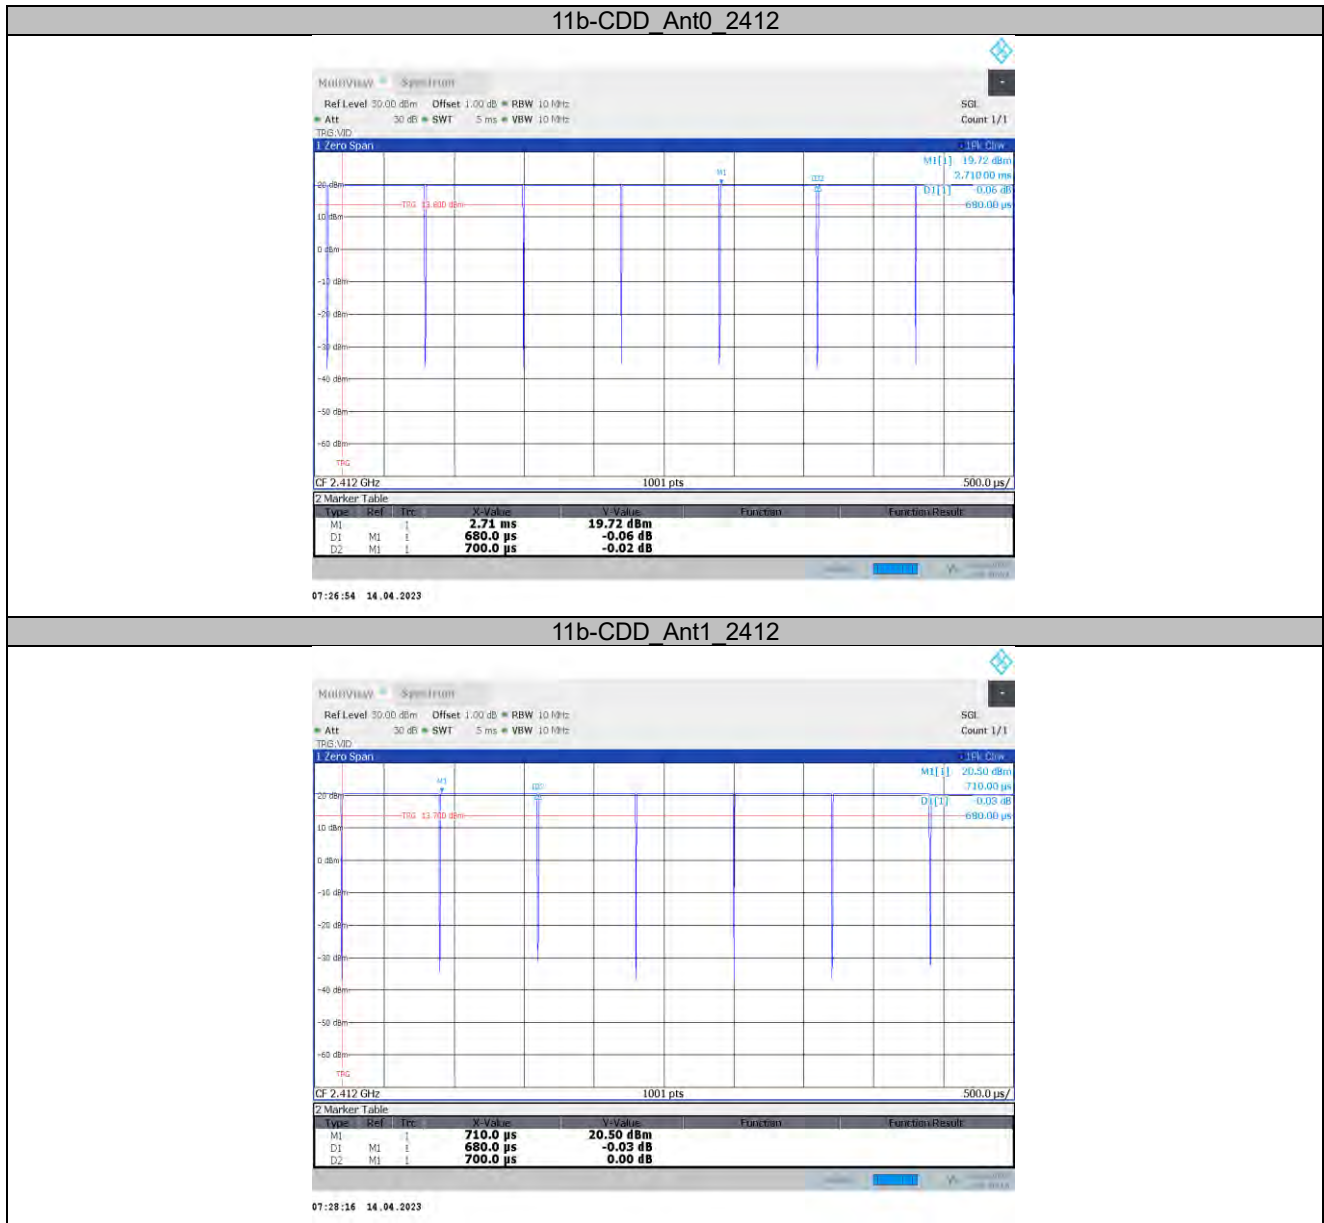 11b-CDD_Ant0_2412
MultiView Spectrum
Ref Level 30.00 dBm Offset 1.00 dB RBW 10 MHz SGL
Att 30 dB SWT 5 ms VBW 10 MHz Count 1/1
TRG:VID
1 Zero Span 1Pk Clrw
M1[1] 19.72 dBm
2.71000 ms
D1[1] -0.06 dB
680.00 µs
M1
D2
20 dBm
TRG
10 dBm
0 dBm
-10 dBm
-20 dBm
-30 dBm
-40 dBm
-50 dBm
-60 dBm
TRG
CF 2.412 GHz 1001 pts 500.0 µs/
2 Marker Table
Type Ref Trc X-Value Y-Value Function Function Result
M1 1 2.71 ms 19.72 dBm
D1 M1 1 680.0 µs -0.06 dB
D2 M1 1 700.0 µs -0.02 dB
07:26:54 14.04.2023
11b-CDD_Ant1_2412
MultiView Spectrum
Ref Level 30.00 dBm Offset 1.00 dB RBW 10 MHz SGL
Att 30 dB SWT 5 ms VBW 10 MHz Count 1/1
TRG:VID
1 Zero Span 1Pk Clrw
M1[1] 20.50 dBm
710.00 µs
D1[1] -0.03 dB
680.00 µs
M1
20 dBm
TRG 13.700 dBm
10 dBm
0 dBm
-10 dBm
-20 dBm
-30 dBm
-40 dBm
-50 dBm
-60 dBm
TRG
CF 2.412 GHz 1001 pts 500.0 µs/
2 Marker Table
Type Ref Trc X-Value Y-Value Function Function Result
M1 1 710.0 µs 20.50 dBm
D1 M1 1 680.0 µs -0.03 dB
D2 M1 1 700.0 µs 0.00 dB
07:28:16 14.04.2023